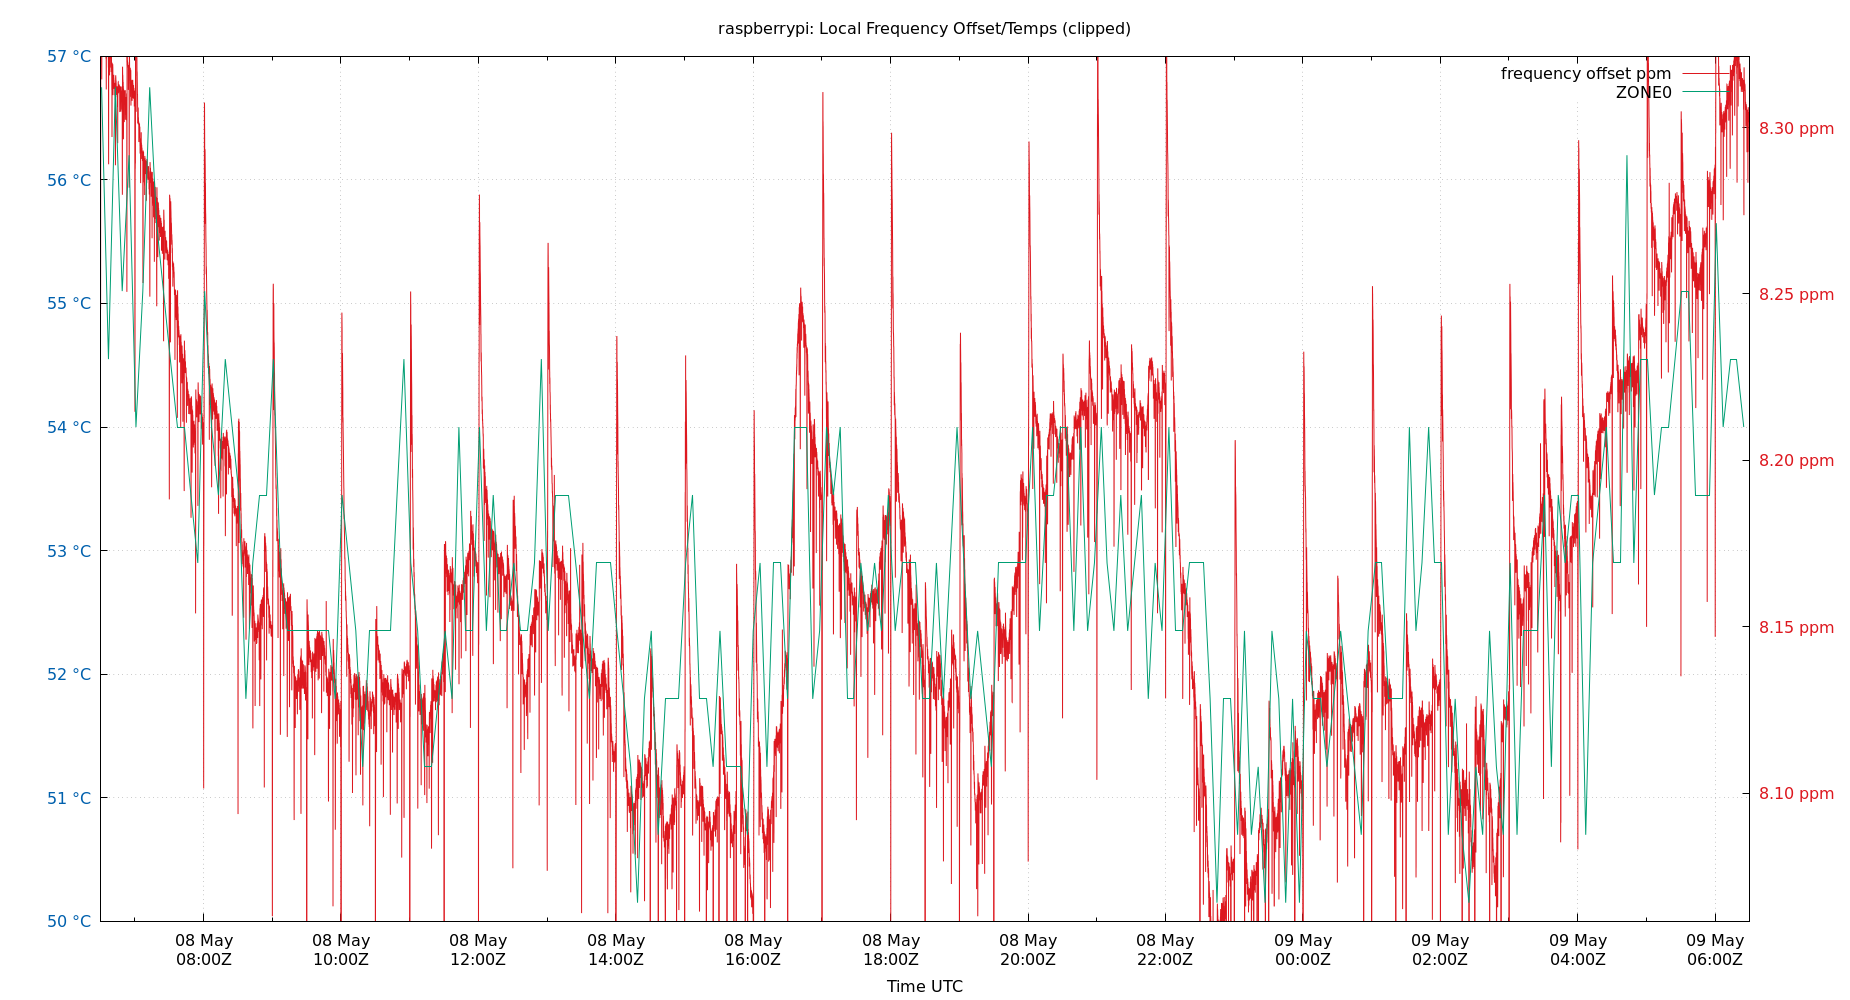 raspberrypi: Local Frequency Offset/Temps (clipped)
57 °C
56 °C
55 °C
54 °C
53 °C
52 °C
51 °C
50 °C
frequency offset ppm
ZONE0
8.30 ppm
8.25 ppm
8.20 ppm
8.15 ppm
8.10 ppm
08 May 08 May 08 May 08 May 08 May 08 May 08 May 08 May 09 May 09 May 09 May 09 May
08:00Z 10:00Z 12:00Z 14:00Z 16:00Z 18:00Z 20:00Z 22:00Z 00:00Z 02:00Z 04:00Z 06:00Z
Time UTC